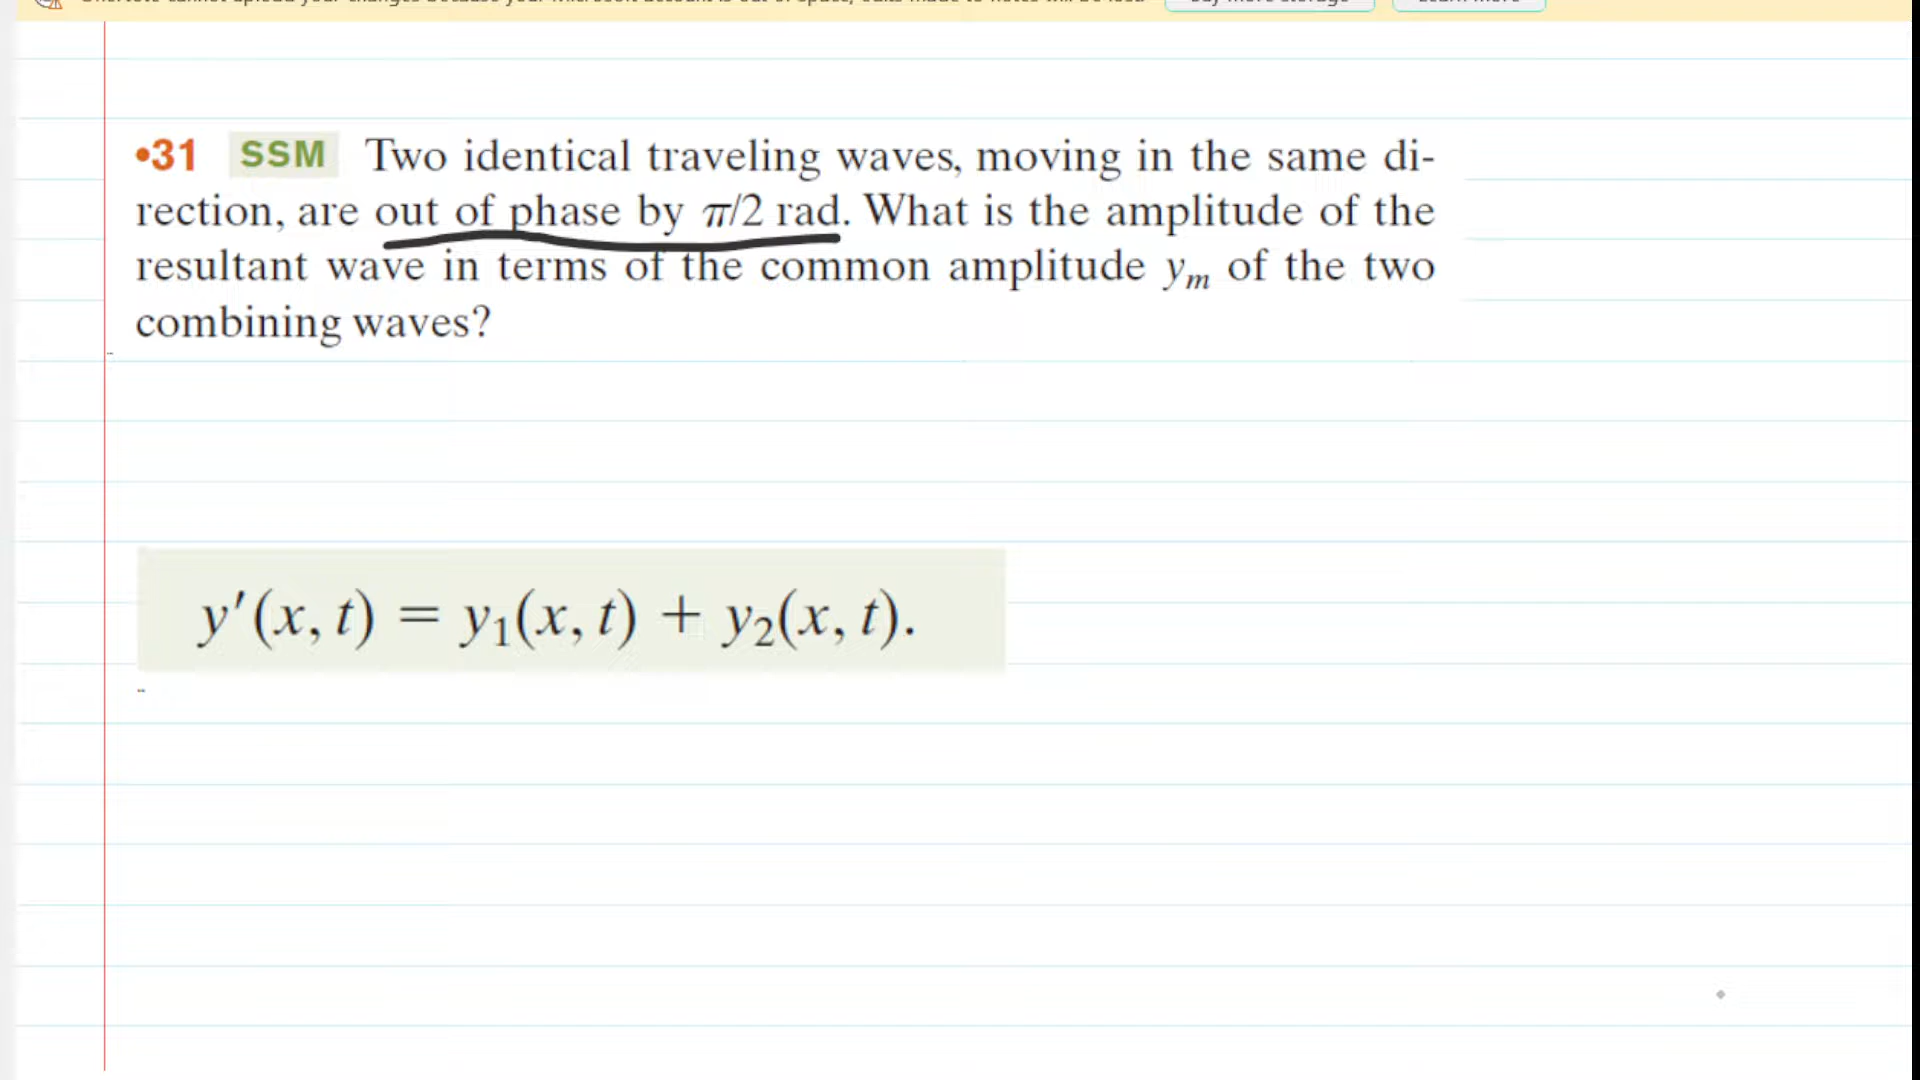 •31 SSM Two identical traveling waves, moving in the same di-
rection, are out of phase by π/2 rad. What is the amplitude of the
resultant wave in terms of the common amplitude yₘ of the two
combining waves?
y′(x, t) = y₁(x, t) + y₂(x, t).